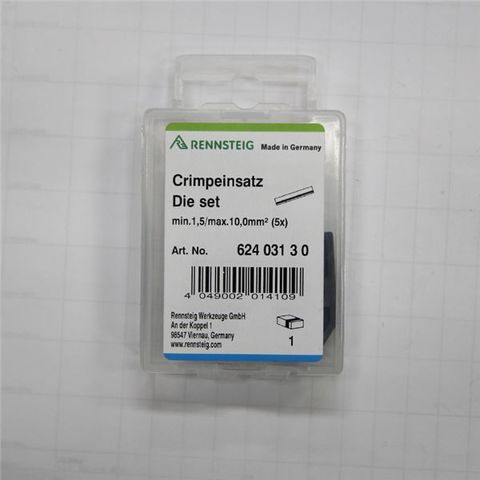 RENNSTEIG Made in Germany
Crimpeinsatz
Die set
min.1,5/max.10,0mm² (5x)
Art. No. 624 031 3 0
4 049002 014109
Rennsteig Werkzeuge GmbH
An der Koppel 1
98547 Viernau, Germany
www.rennsteig.com
1